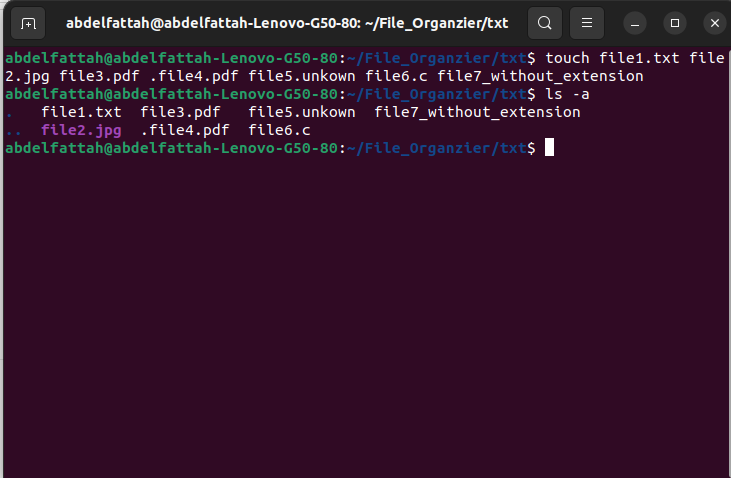 abdelfattah@abdelfattah-Lenovo-G50-80: ~/File_Organzier/txt
abdelfattah@abdelfattah-Lenovo-G50-80:~/File_Organzier/txt$ touch file1.txt file
2.jpg file3.pdf .file4.pdf file5.unkown file6.c file7_without_extension
abdelfattah@abdelfattah-Lenovo-G50-80:~/File_Organzier/txt$ ls -a
.   file1.txt  file3.pdf   file5.unkown  file7_without_extension
..  file2.jpg  .file4.pdf  file6.c
abdelfattah@abdelfattah-Lenovo-G50-80:~/File_Organzier/txt$